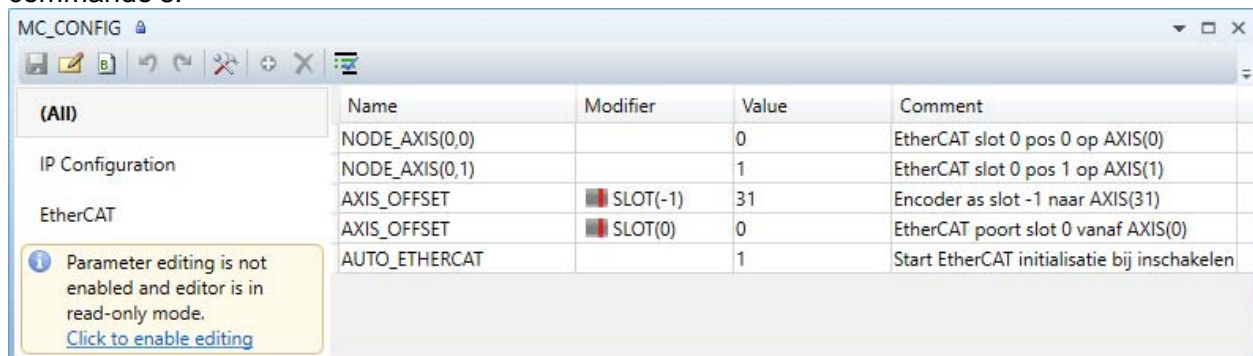 commando's.
MC_CONFIG
(All)
IP Configuration
EtherCAT
Parameter editing is not
enabled and editor is in
read-only mode.
Click to enable editing
Name Modifier Value Comment
NODE_AXIS(0,0) 0 EtherCAT slot 0 pos 0 op AXIS(0)
NODE_AXIS(0,1) 1 EtherCAT slot 0 pos 1 op AXIS(1)
AXIS_OFFSET SLOT(-1) 31 Encoder as slot -1 naar AXIS(31)
AXIS_OFFSET SLOT(0) 0 EtherCAT poort slot 0 vanaf AXIS(0)
AUTO_ETHERCAT 1 Start EtherCAT initialisatie bij inschakelen